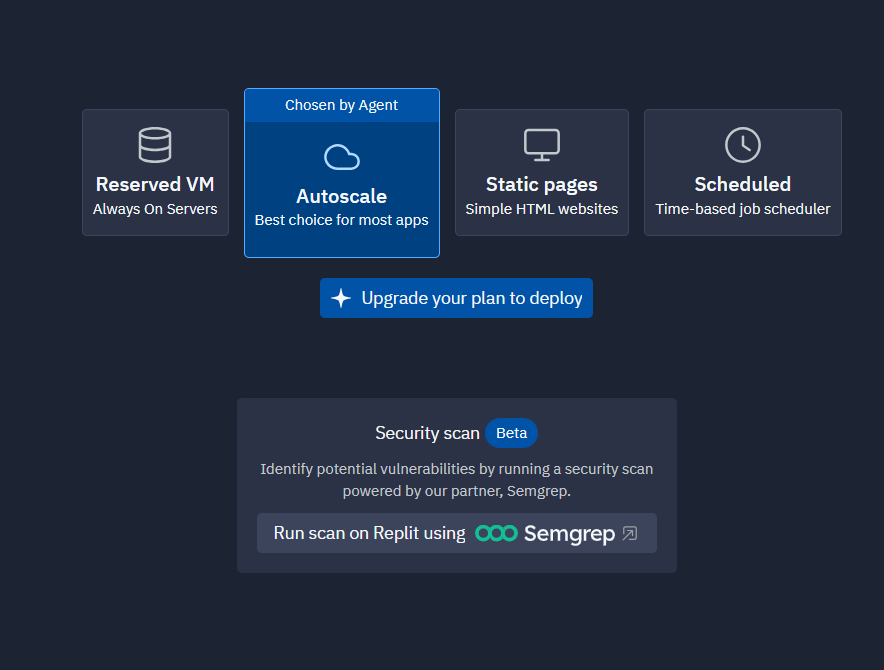 Chosen by Agent
Reserved VM
Always On Servers
Autoscale
Best choice for most apps
Static pages
Simple HTML websites
Scheduled
Time-based job scheduler
Upgrade your plan to deploy
Security scan Beta
Identify potential vulnerabilities by running a security scan
powered by our partner, Semgrep.
Run scan on Replit using Semgrep